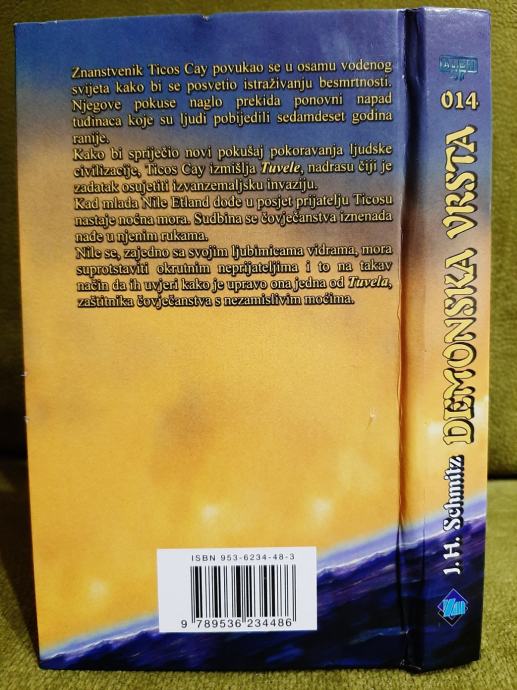 Znanstvenik Ticos Cay povukao se u osamu vodenog
svijeta kako bi se posvetio istraživanju besmrtnosti.
Njegove pokuse naglo prekida ponovni napad
tuđinaca koje su ljudi pobijedili sedamdeset godina
ranije.
Kako bi spriječio novi pokušaj pokoravanja ljudske
civilizacije, Ticos Cay izmišlja Tuvele, nadrasu čiji je
zadatak osujetiti izvanzemaljsku invaziju.
Kad mlada Nile Etland dođe u posjet prijatelju Ticosu
nastaje noćna mora. Sudbina se čovječanstva iznenada
nađe u njenim rukama.
Nile se, zajedno sa svojim ljubimicama vidrama, mora
suprotstaviti okrutnim neprijateljima i to na takav
način da ih uvjeri kako je upravo ona jedna od Tuvela,
zaštitnika čovječanstva s nezamislivim moćima.
ISBN 953-6234-48-3
9 789536 234486
014
J.H. Schmitz DEMONSKA VRSTA